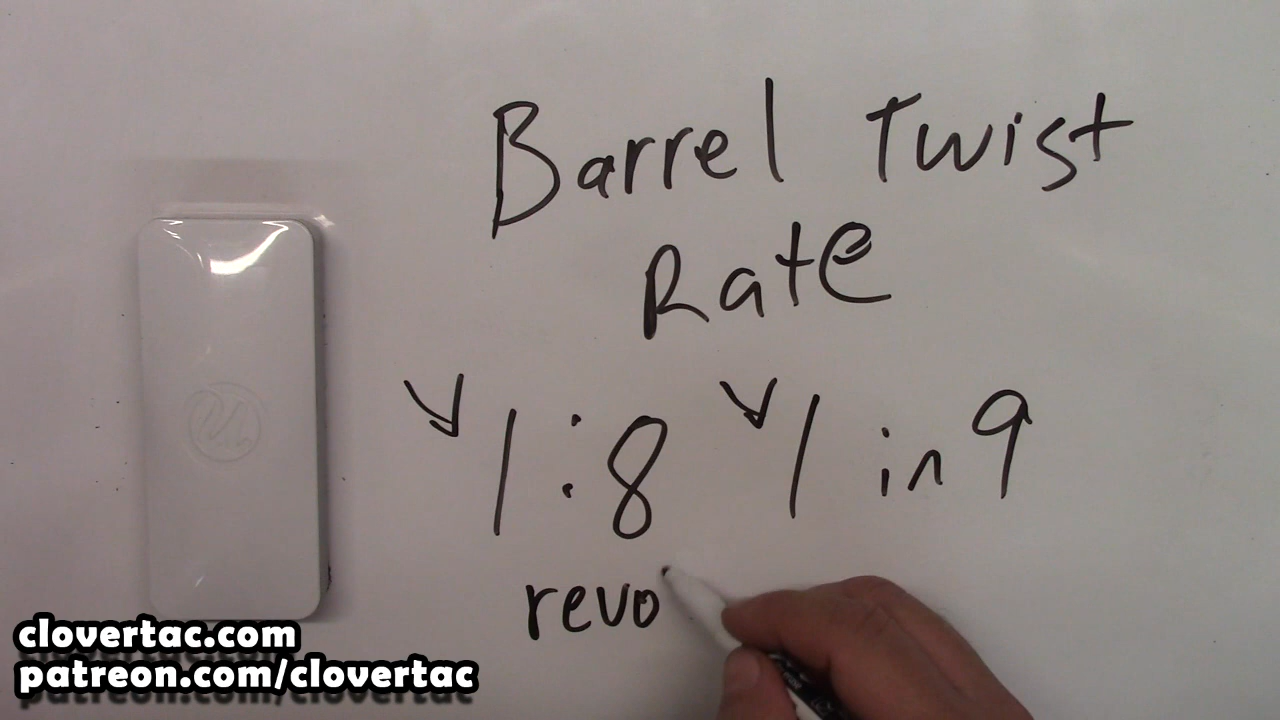 Barrel Twist
Rate
1:8 1 in 9
revo
clovertac.com
patreon.com/clovertac